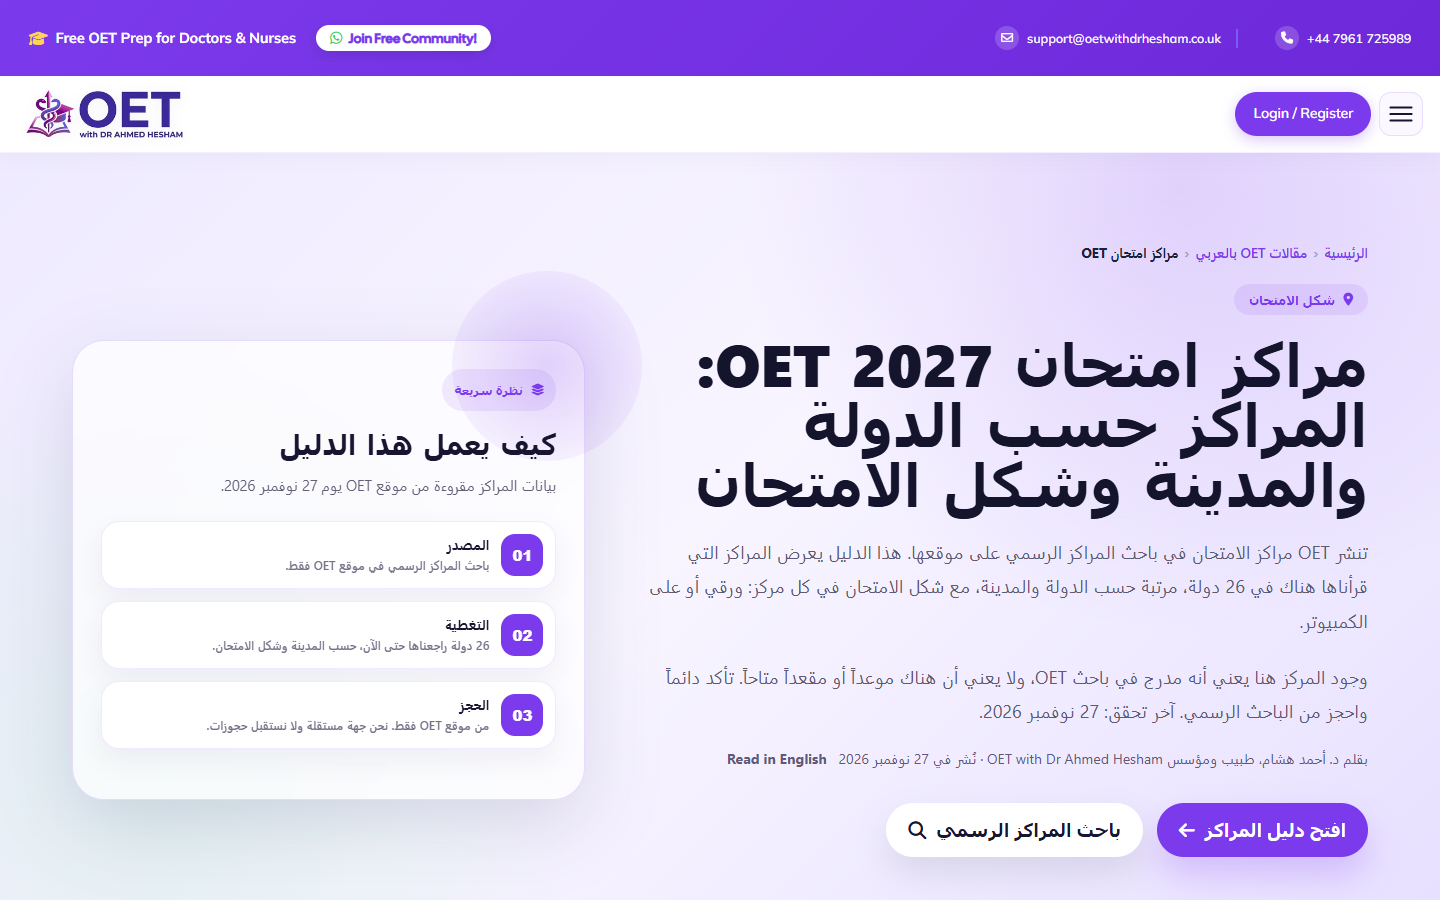 Free OET Prep for Doctors & Nurses
Join Free Community!
support@oetwithdrhesham.co.uk
+44 7961 725989
OET
with DR AHMED HESHAM
Login / Register
الرئيسية › مقالات OET بالعربي › مراكز امتحان OET
شكل الامتحان
مراكز امتحان OET 2027:
المراكز حسب الدولة
والمدينة وشكل الامتحان
تنشر OET مراكز الامتحان في باحث المراكز الرسمي على موقعها. هذا الدليل يعرض المراكز التي
قرأناها هناك في 26 دولة، مرتبة حسب الدولة والمدينة، مع شكل الامتحان في كل مركز: ورقي أو على
الكمبيوتر.
وجود المركز هنا يعني أنه مدرج في باحث OET، ولا يعني أن هناك موعداً أو مقعداً متاحاً. تأكد دائماً
واحجز من الباحث الرسمي. آخر تحقق: 27 نوفمبر 2026.
بقلم د. أحمد هشام، طبيب ومؤسس OET with Dr Ahmed Hesham · نُشر في 27 نوفمبر 2026 Read in English
افتح دليل المراكز
باحث المراكز الرسمي
نظرة سريعة
كيف يعمل هذا الدليل
بيانات المراكز مقروءة من موقع OET يوم 27 نوفمبر 2026.
01
المصدر
باحث المراكز الرسمي في موقع OET فقط.
02
التغطية
26 دولة راجعناها حتى الآن، حسب المدينة وشكل الامتحان.
03
الحجز
من موقع OET فقط. نحن جهة مستقلة ولا نستقبل حجوزات.